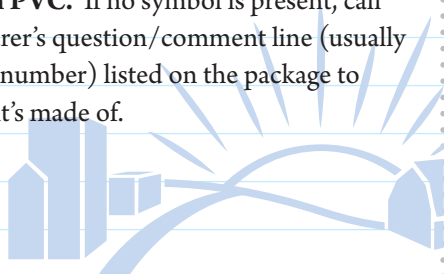 PVC. If no symbol is present, call
rer's question/comment line (usually
number) listed on the package to
t's made of.